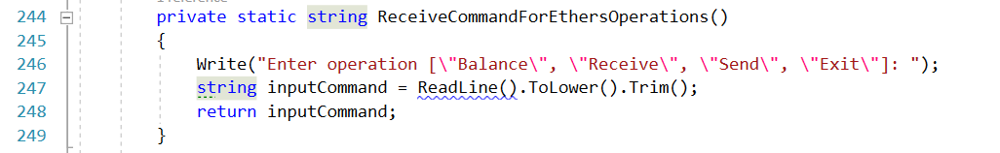 244 private static string ReceiveCommandForEthersOperations()
245 {
246 Write("Enter operation [\"Balance\", \"Receive\", \"Send\", \"Exit\"]: ");
247 string inputCommand = ReadLine().ToLower().Trim();
248 return inputCommand;
249 }